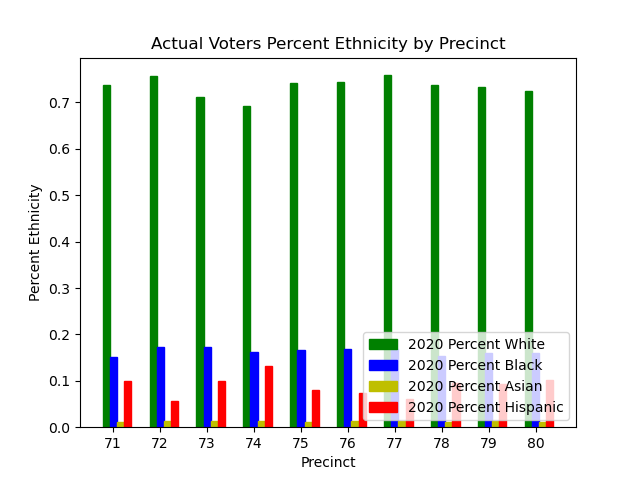 Actual Voters Percent Ethnicity by Precinct
Percent Ethnicity
0.7
0.6
0.5
0.4
0.3
0.2
0.1
0.0
2020 Percent White
2020 Percent Black
2020 Percent Asian
2020 Percent Hispanic
71 72 73 74 75 76 77 78 79 80
Precinct